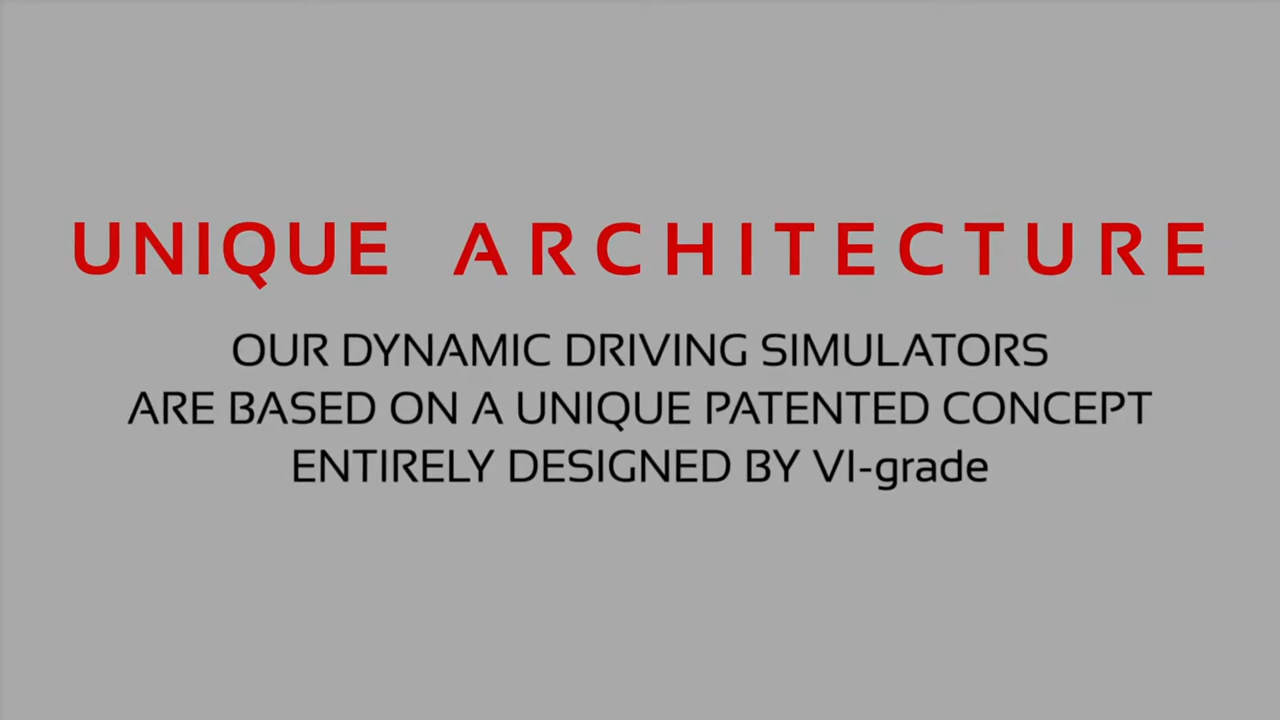 UNIQUE ARCHITECTURE
OUR DYNAMIC DRIVING SIMULATORS
ARE BASED ON A UNIQUE PATENTED CONCEPT
ENTIRELY DESIGNED BY VI-grade